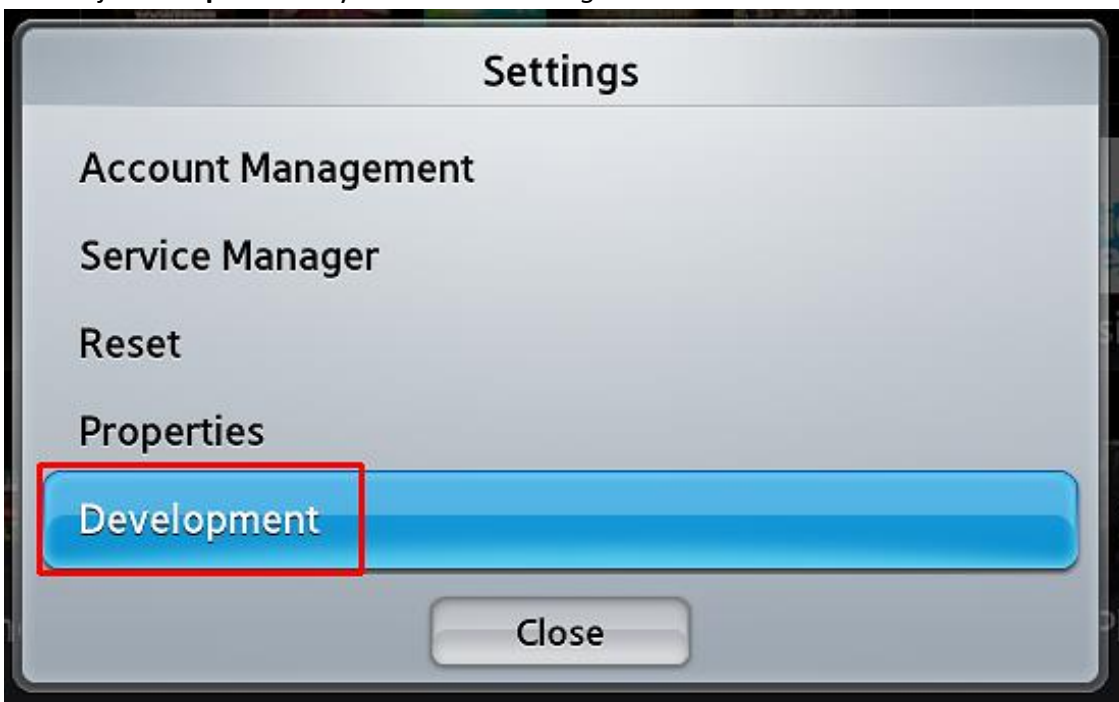 Settings
Account Management
Service Manager
Reset
Properties
Development
Close